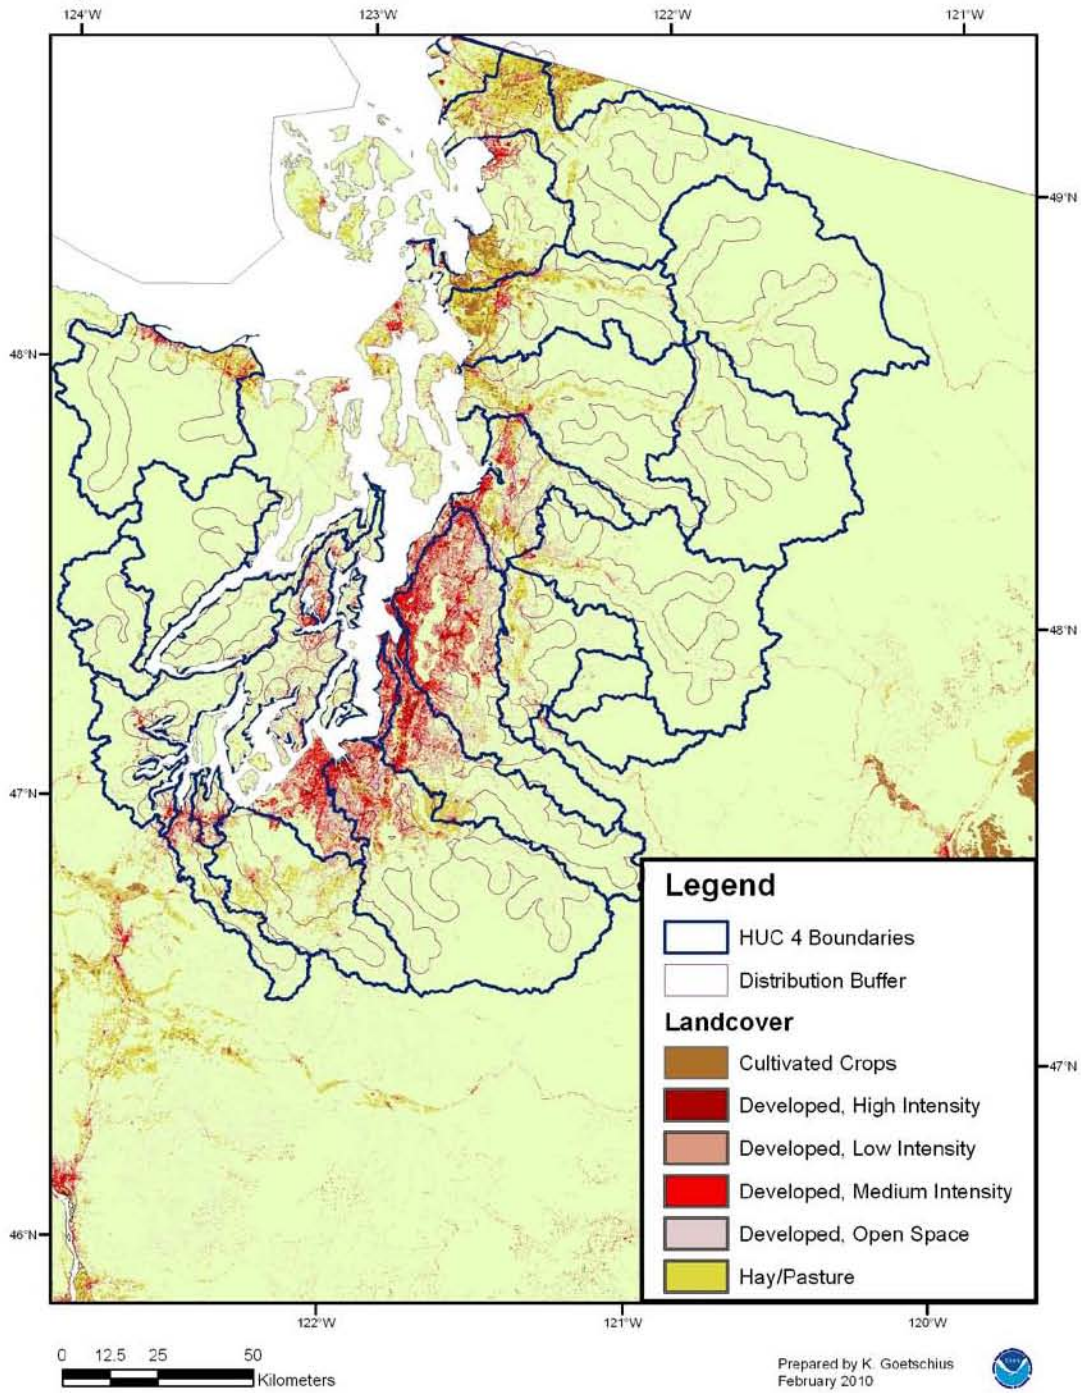 124°W 123°W 122°W 121°W
49°N
48°N
48°N
47°N
Legend
HUC 4 Boundaries
Distribution Buffer
Landcover
Cultivated Crops
47°N
Developed, High Intensity
Developed, Low Intensity
Developed, Medium Intensity
46°N
Developed, Open Space
Hay/Pasture
122°W 121°W 120°W
0 12.5 25 50
Kilometers
Prepared by K. Goetschius
February 2010